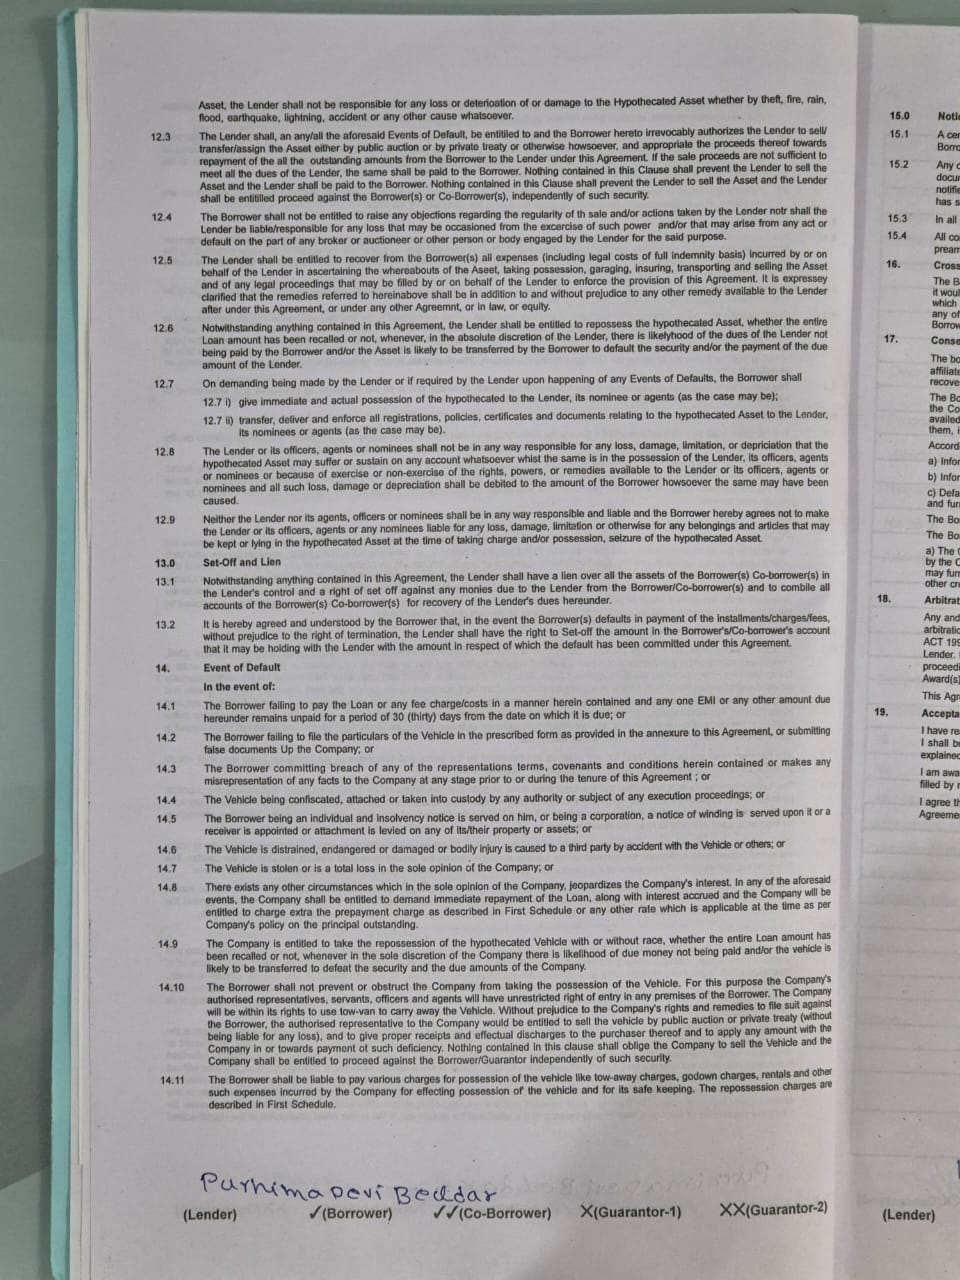 Asset, the Lender shall not be responsible for any loss or deterioation of or damage to the Hypothecated Asset whether by theft, fire, rain,
flood, earthquake, lightning, accident or any other cause whatsoever.
12.3 The Lender shall, an any/all the aforesaid Events of Default, be entitiled to and the Borrower hereto irrevocably authorizes the Lender to sell/
transfer/assign the Asset either by public auction or by private treaty or otherwise howsoever, and appropriate the proceeds thereof towards
repayment of the all the outstanding amounts from the Borrower to the Lender under this Agreement. If the sale proceeds are not sufficient to
meet all the dues of the Lender, the same shall be paid to the Borrower. Nothing contained in this Clause shall prevent the Lender to sell the
Asset and the Lender shall be paid to the Borrower. Nothing contained in this Clause shall prevent the Lender to sell the Asset and the Lender
shall be entitilled proceed against the Borrower(s) or Co-Borrower(s), independently of such security.
12.4 The Borrower shall not be entitled to raise any objections regarding the regularity of th sale and/or actions taken by the Lender notr shall the
Lender be liable/responsible for any loss that may be occasioned from the excercise of such power and/or that may arise from any act or
default on the part of any broker or auctioneer or other person or body engaged by the Lender for the said purpose.
12.5 The Lender shall be entitled to recover from the Borrower(s) all expenses (including legal costs of full indemnity basis) incurred by or on
behalf of the Lender in ascertaining the whereabouts of the Aseet, taking possession, garaging, insuring, transporting and selling the Asset
and of any legal proceedings that may be filled by or on behalf of the Lender to enforce the provision of this Agreement. It is expressey
clarified that the remedies referred to hereinabove shall be in addition to and without prejudice to any other remedy available to the Lender
after under this Agreement, or under any other Agreemnt, or in law, or equity.
12.6 Notwithstanding anything contained in this Agreement, the Lender shall be entitled to repossess the hypothecated Asset, whether the entire
Loan amount has been recalled or not, whenever, in the absolute discretion of the Lender, there is likelyhood of the dues of the Lender not
being paid by the Borrower and/or the Asset is likely to be transferred by the Borrower to default the security and/or the payment of the due
amount of the Lender.
12.7 On demanding being made by the Lender or if required by the Lender upon happening of any Events of Defaults, the Borrower shall
12.7 i) give immediate and actual possession of the hypothecated to the Lender, its nominee or agents (as the case may be);
12.7 ii) transfer, deliver and enforce all registrations, policies, certificates and documents relating to the hypothecated Asset to the Lender,
its nominees or agents (as the case may be).
12.8 The Lender or its officers, agents or nominees shall not be in any way responsible for any loss, damage, limitation, or depriciation that the
hypothecated Asset may suffer or sustain on any account whatsoever whist the same is in the possession of the Lender, its officers, agents
or nominees or because of exercise or non-exercise of the rights, powers, or remedies available to the Lender or its officers, agents or
nominees and all such loss, damage or depreciation shall be debited to the amount of the Borrower howsoever the same may have been
caused.
12.9 Neither the Lender nor its agents, officers or nominees shall be in any way responsible and liable and the Borrower hereby agrees not to make
the Lender or its officers, agents or any nominees liable for any loss, damage, limitation or otherwise for any belongings and articles that may
be kept or lying in the hypothecated Asset at the time of taking charge and/or possession, seizure of the hypothecated Asset.
13.0 Set-Off and Lien
13.1 Notwithstanding anything contained in this Agreement, the Lender shall have a lien over all the assets of the Borrower(s) Co-borrower(s) in
the Lender's control and a right of set off against any monies due to the Lender from the Borrower/Co-borrower(s) and to combile all
accounts of the Borrower(s) Co-borrower(s) for recovery of the Lender's dues hereunder.
13.2 It is hereby agreed and understood by the Borrower that, in the event the Borrower(s) defaults in payment of the installments/charges/fees,
without prejudice to the right of termination, the Lender shall have the right to Set-off the amount in the Borrower's/Co-borrower's account
that it may be holding with the Lender with the amount in respect of which the default has been committed under this Agreement.
14. Event of Default
In the event of:
14.1 The Borrower failing to pay the Loan or any fee charge/costs in a manner herein contained and any one EMI or any other amount due
hereunder remains unpaid for a period of 30 (thirty) days from the date on which it is due; or
14.2 The Borrower failing to file the particulars of the Vehicle in the prescribed form as provided in the annexure to this Agreement, or submitting
false documents Up the Company; or
14.3 The Borrower committing breach of any of the representations terms, covenants and conditions herein contained or makes any
misrepresentation of any facts to the Company at any stage prior to or during the tenure of this Agreement ; or
14.4 The Vehicle being confiscated, attached or taken into custody by any authority or subject of any execution proceedings; or
14.5 The Borrower being an individual and insolvency notice is served on him, or being a corporation, a notice of winding is served upon it or a
receiver is appointed or attachment is levied on any of its/their property or assets; or
14.6 The Vehicle is distrained, endangered or damaged or bodily injury is caused to a third party by accident with the Vehicle or others; or
14.7 The Vehicle is stolen or is a total loss in the sole opinion of the Company; or
14.8 There exists any other circumstances which in the sole opinion of the Company, jeopardizes the Company's interest. In any of the aforesaid
events, the Company shall be entitled to demand immediate repayment of the Loan, along with interest accrued and the Company will be
entitled to charge extra the prepayment charge as described in First Schedule or any other rate which is applicable at the time as per
Company's policy on the principal outstanding.
14.9 The Company is entitled to take the repossession of the hypothecated Vehicle with or without race, whether the entire Loan amount has
been recalled or not, whenever in the sole discretion of the Company there is likelihood of due money not being paid and/or the vehicle is
likely to be transferred to defeat the security and the due amounts of the Company.
14.10 The Borrower shall not prevent or obstruct the Company from taking the possession of the Vehicle. For this purpose the Company's
authorised representatives, servants, officers and agents will have unrestricted right of entry in any premises of the Borrower. The Company
will be within its rights to use tow-van to carry away the Vehicle. Without prejudice to the Company's rights and remedies to file suit against
the Borrower, the authorised representative to the Company would be entitled to sell the vehicle by public auction or private treaty (without
being liable for any loss), and to give proper receipts and effectual discharges to the purchaser thereof and to apply any amount with the
Company in or towards payment ot such deficiency. Nothing contained in this clause shall oblige the Company to sell the Vehicle and the
Company shall be entitled to proceed against the Borrower/Guarantor independently of such security.
14.11 The Borrower shall be liable to pay various charges for possession of the vehicle like tow-away charges, godown charges, rentals and other
such expenses incurred by the Company for effecting possession of the vehicle and for its safe keeping. The repossession charges are
described in First Schedule.
Purnima Devi Beddar
(Lender) ✓(Borrower) ✓✓(Co-Borrower) X(Guarantor-1) XX(Guarantor-2)
15.0
15.1 A
15.2 Any
15.3 In all
15.4 All
16. Cross
The
it
which
any of
17.
The
The
the
them,
a)
b)
c)
The
The
a) The
by the
may
other
18.
Any and
ACT
Lender.
This
19.
I have
I shall
I am
filled by
I agree
(Lender)